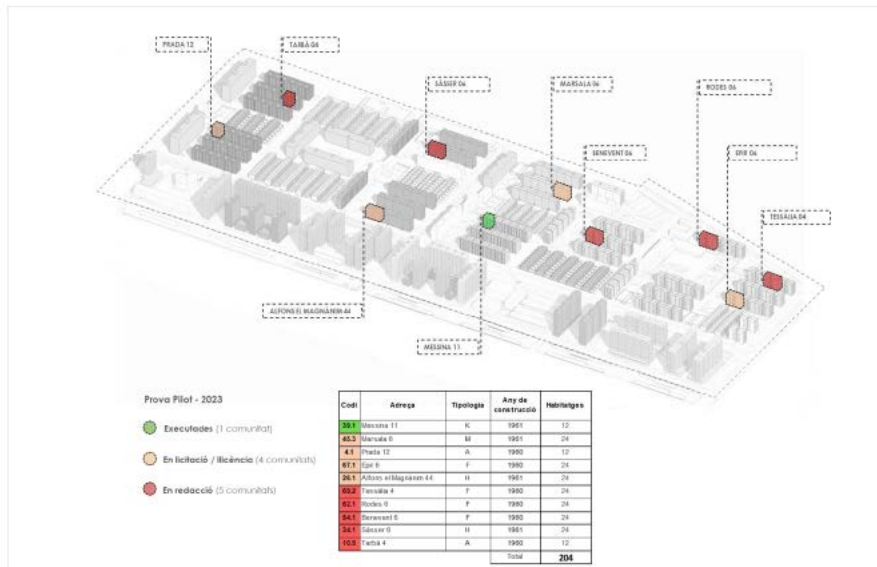 PRADA 12
TARBÀ 04
SÀSSER 06
MARSALA 06
RODES 06
BENEVENT 06
EPIR 06
TESSÀLIA 04
ALFONS EL MAGNÀNIM 44
MESSINA 11
Prova Pilot - 2023
Executades (1 comunitat)
En licitació / llicència (4 comunitats)
En redacció (5 comunitats)
Codi Adreça Tipologia Any de construcció Habitatges
39.1 Messina 11 K 1961 12
45.3 Marsala 6 M 1961 24
4.1 Prada 12 A 1960 12
67.1 Epir 6 F 1960 24
26.1 Alfons el Magnànim 44 H 1961 24
Tessàlia 4 F 1960 24
62.1 Rodes 6 F 1960 24
54.1 Benevent 6 F 1960 24
34.1 Sàsser 6 H 1961 24
10.5 Tarbà 4 A 1960 12
Total 204